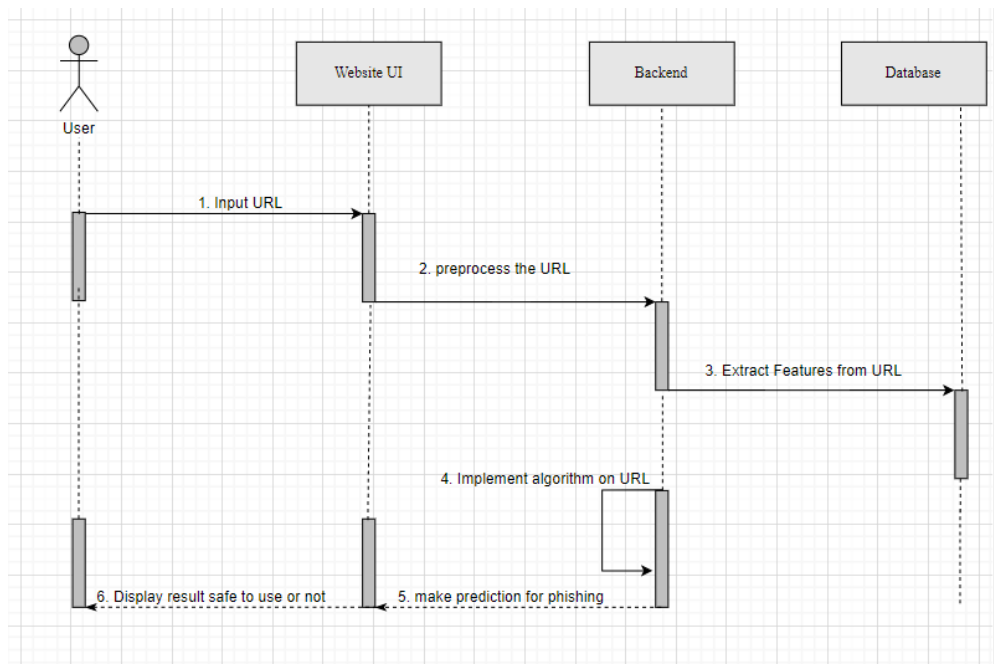 Website UI
Backend
Database
User
1. Input URL
2. preprocess the URL
3. Extract Features from URL
4. Implement algorithm on URL
6. Display result safe to use or not
5. make prediction for phishing